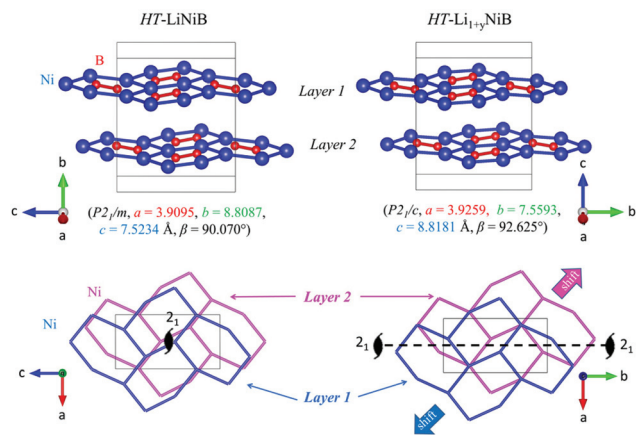 HT-LiNiB
HT-Li1+yNiB
B
Ni
Layer 1
Layer 2
b
c
a
c
b
a
(P21/m, a = 3.9095, b = 8.8087,
c = 7.5234 Å, β = 90.070°)
(P21/c, a = 3.9259, b = 7.5593,
c = 8.8181 Å, β = 92.625°)
Ni
Ni
Layer 2
shift
21
21
21
c
a
b
a
Layer 1
shift